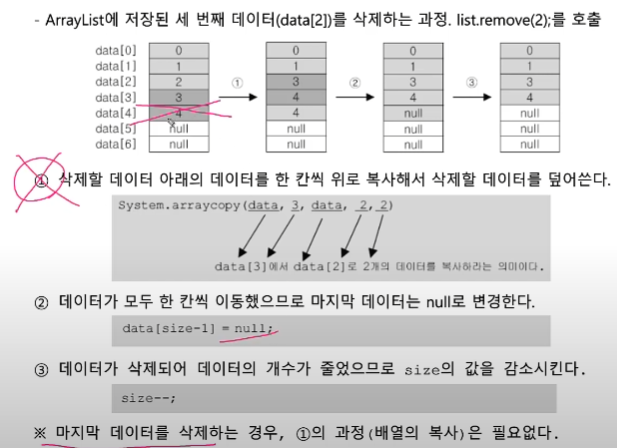 - ArrayList에 저장된 세 번째 데이터(data[2])를 삭제하는 과정. list.remove(2);를 호출
data[0] 0 0 0 0
data[1] 1 1 1 1
data[2] 2 3 3 3
data[3] 3 4 4 4
data[4] 4 4 null null
data[5] null null null null
data[6] null null null null
① ② ③
① 삭제할 데이터 아래의 데이터를 한 칸씩 위로 복사해서 삭제할 데이터를 덮어쓴다.
System.arraycopy(data, 3, data, 2, 2)
data[3]에서 data[2]로 2개의 데이터를 복사하라는 의미이다.
② 데이터가 모두 한 칸씩 이동했으므로 마지막 데이터는 null로 변경한다.
data[size-1] = null;
③ 데이터가 삭제되어 데이터의 개수가 줄었으므로 size의 값을 감소시킨다.
size--;
※ 마지막 데이터를 삭제하는 경우, ①의 과정(배열의 복사)은 필요없다.